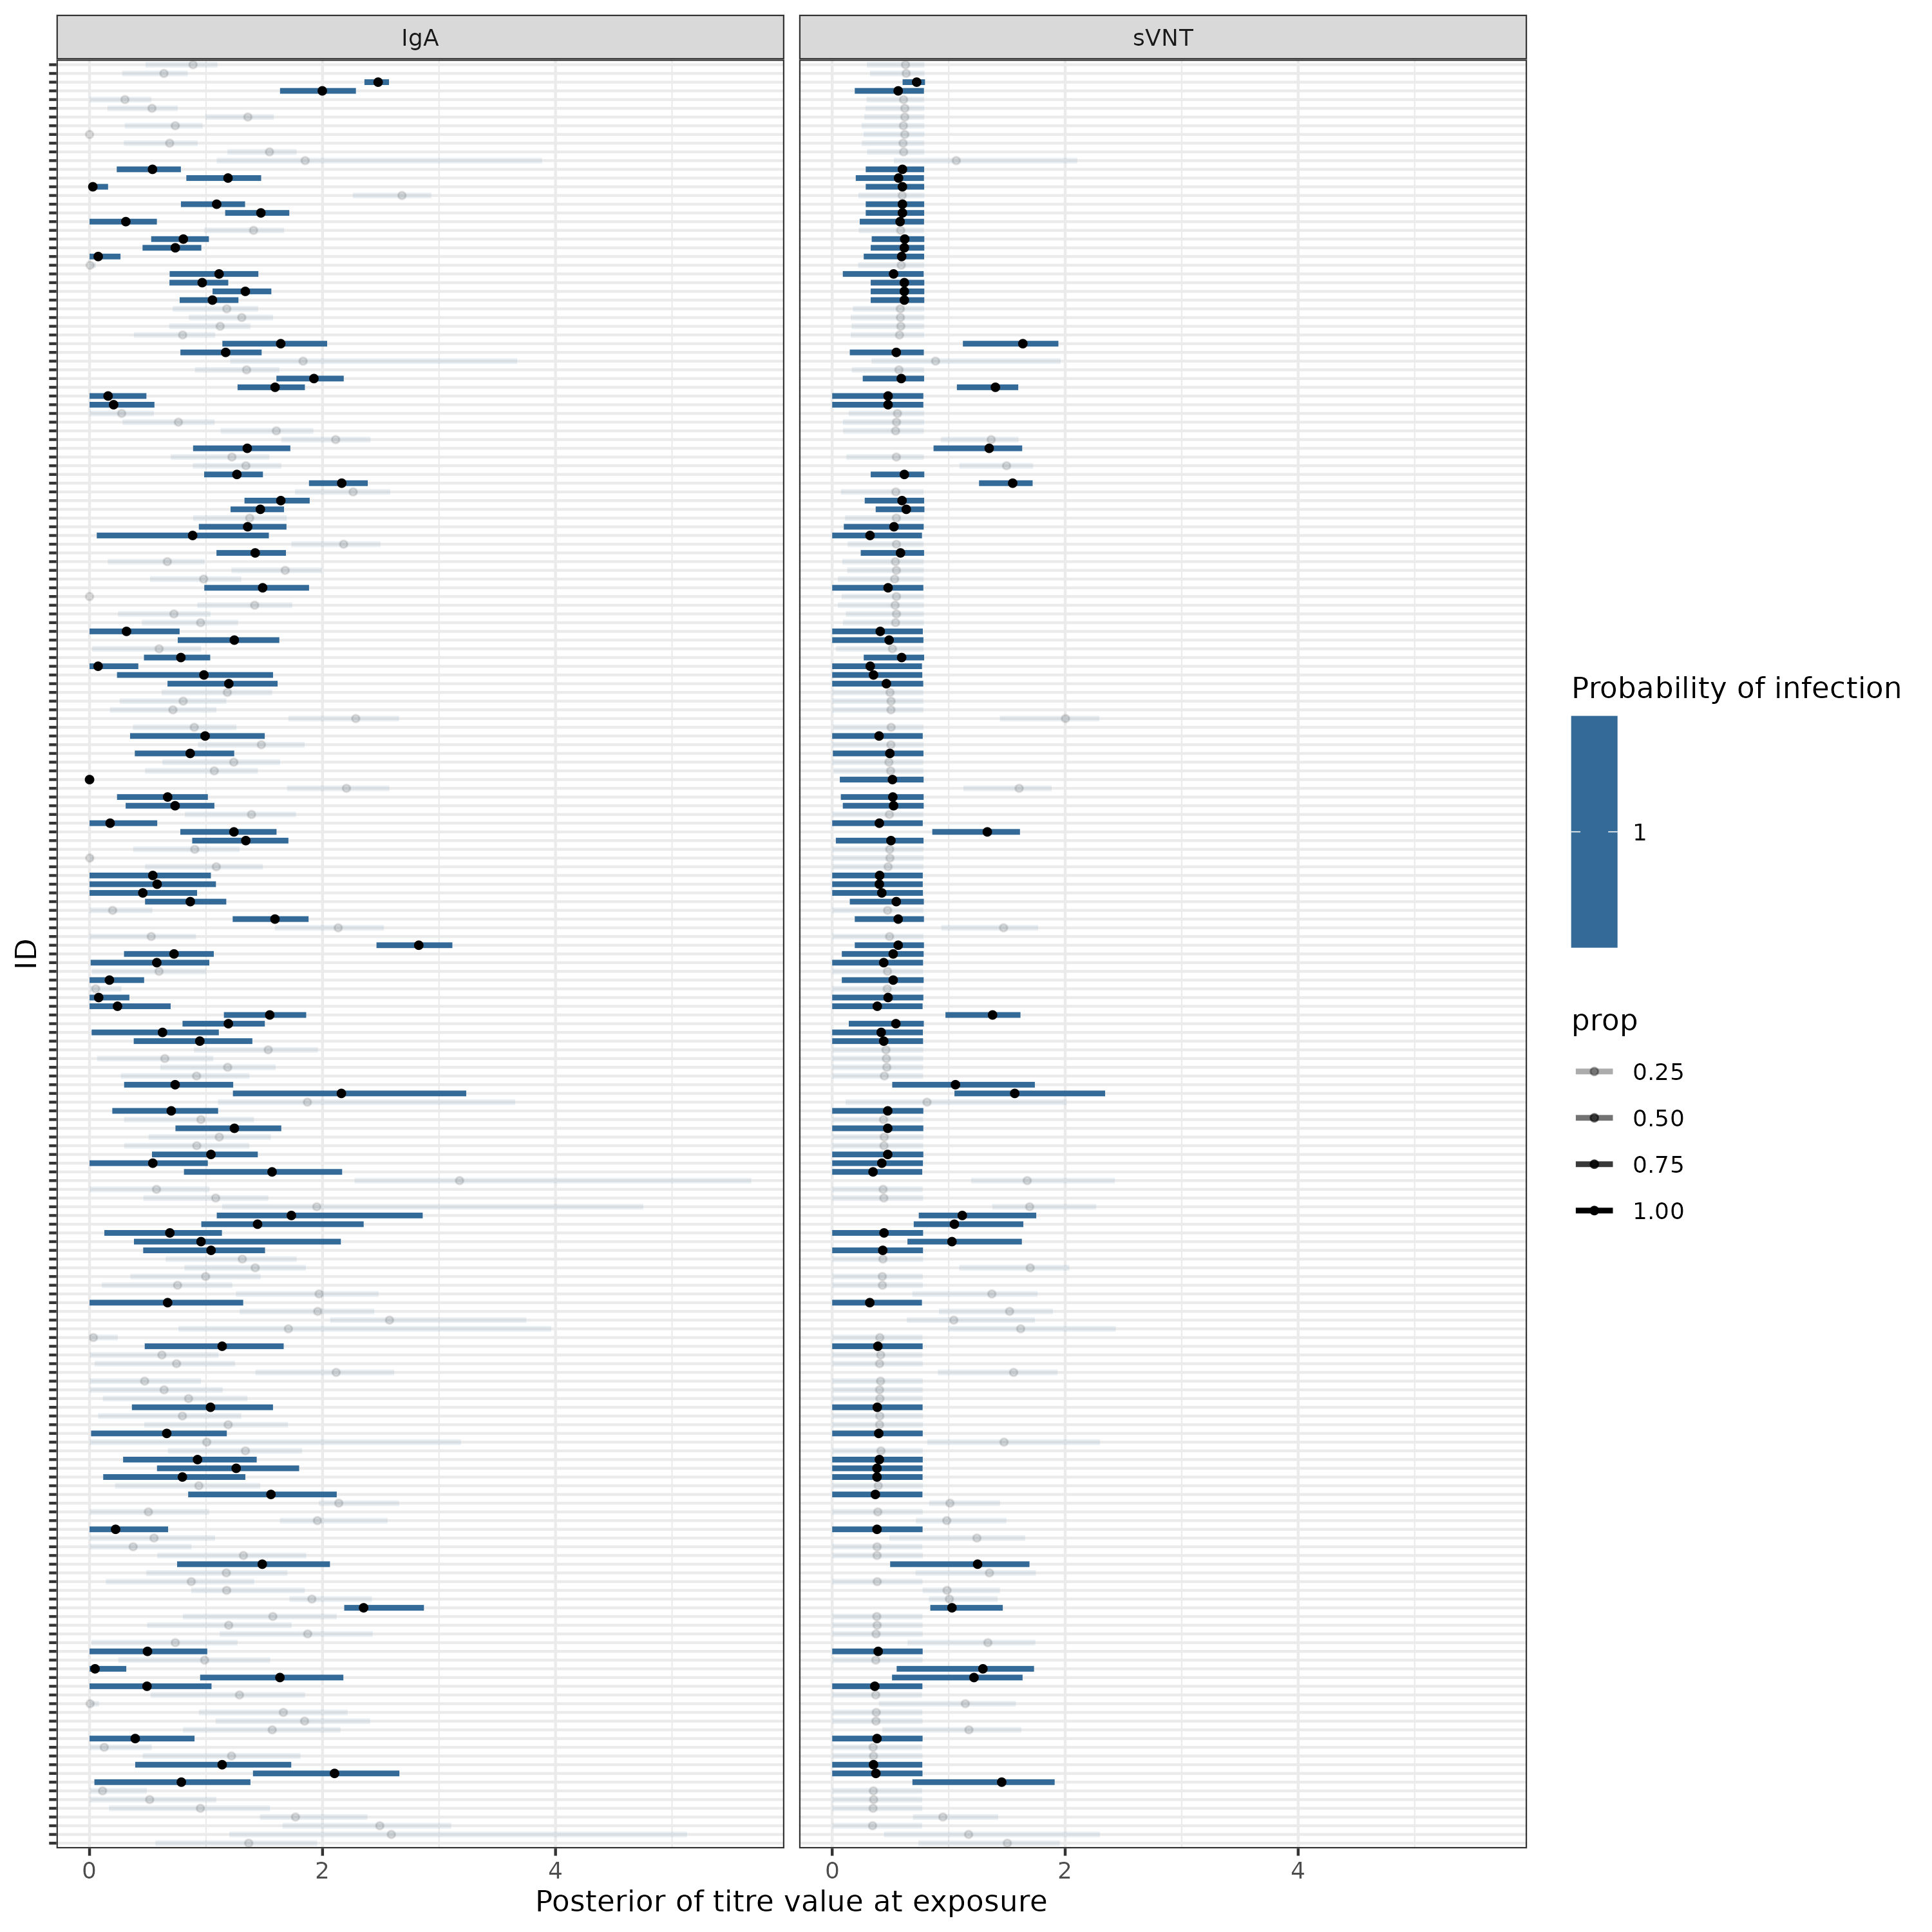 IgA
sVNT
ID
0
2
4
0
2
4
Posterior of titre value at exposure
Probability of infection
1
prop
0.25
0.50
0.75
1.00